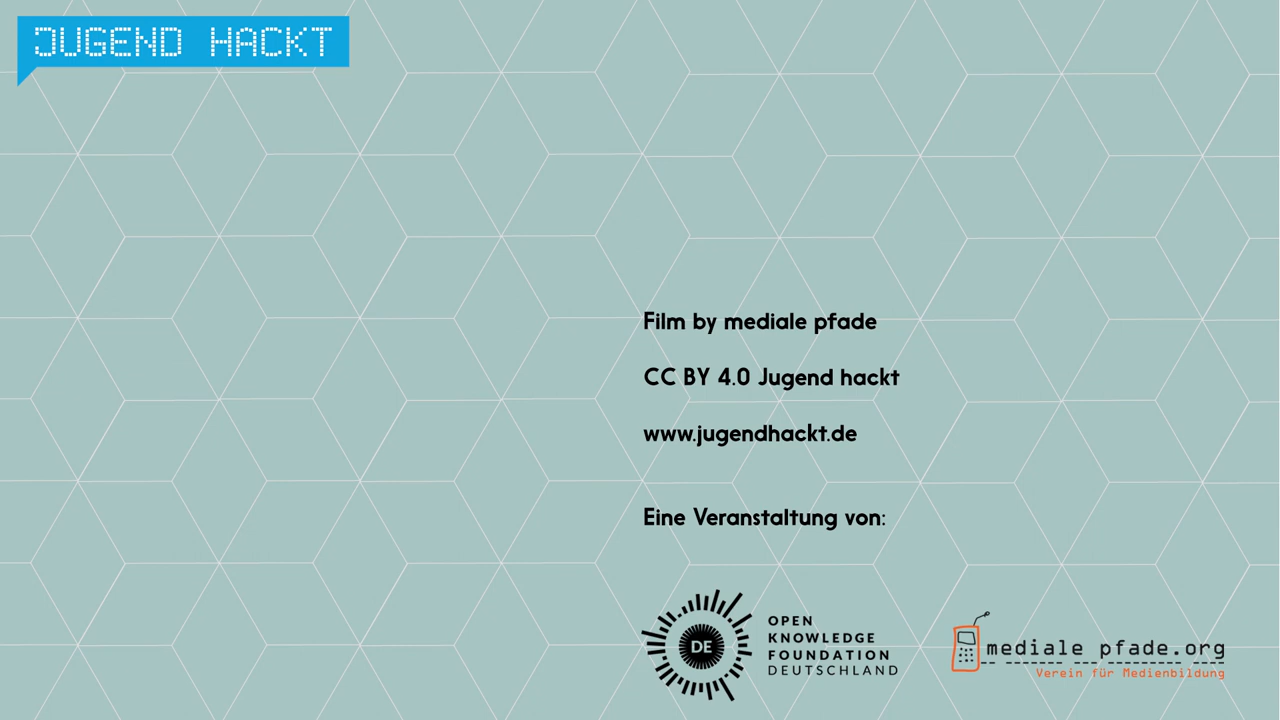 JUGEND HACKT
Film by mediale pfade
CC BY 4.0 Jugend hackt
www.jugendhackt.de
Eine Veranstaltung von:
DE
OPEN
KNOWLEDGE
FOUNDATION
DEUTSCHLAND
mediale pfade.org
Verein für Medienbildung